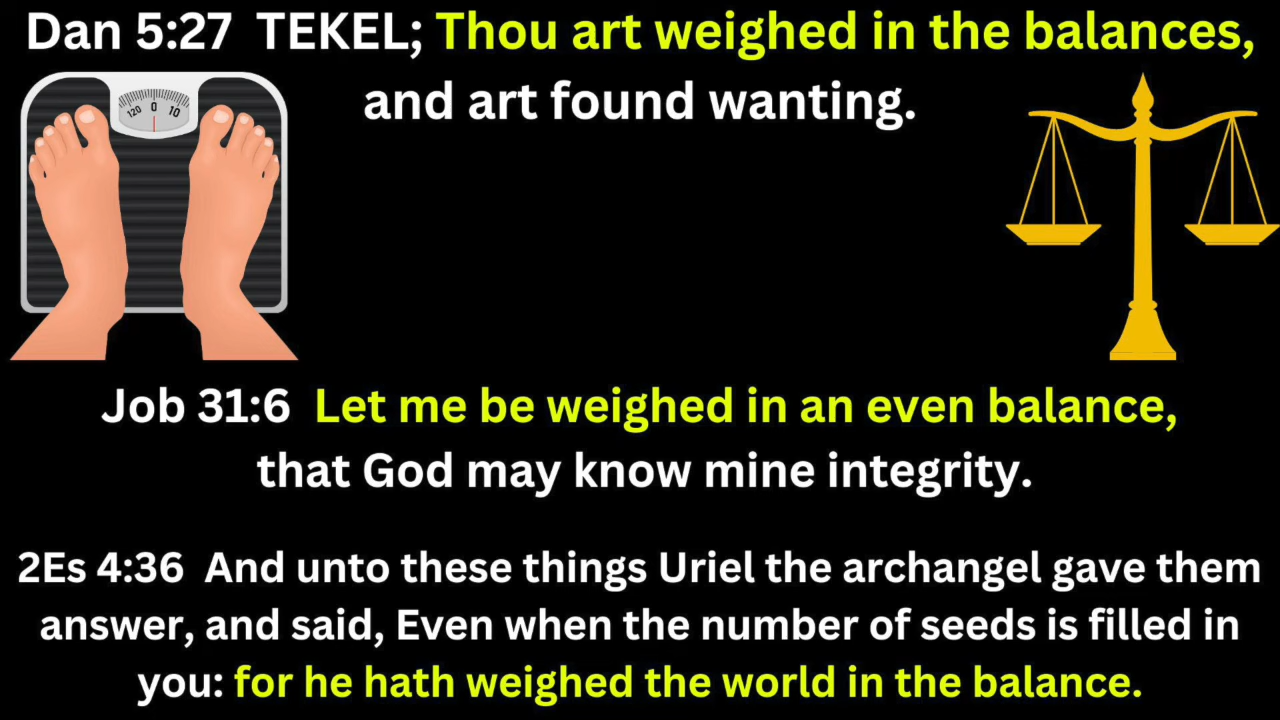 Dan 5:27 TEKEL; Thou art weighed in the balances,
and art found wanting.
120 0 10
Job 31:6 Let me be weighed in an even balance,
that God may know mine integrity.
2Es 4:36 And unto these things Uriel the archangel gave them
answer, and said, Even when the number of seeds is filled in
you: for he hath weighed the world in the balance.